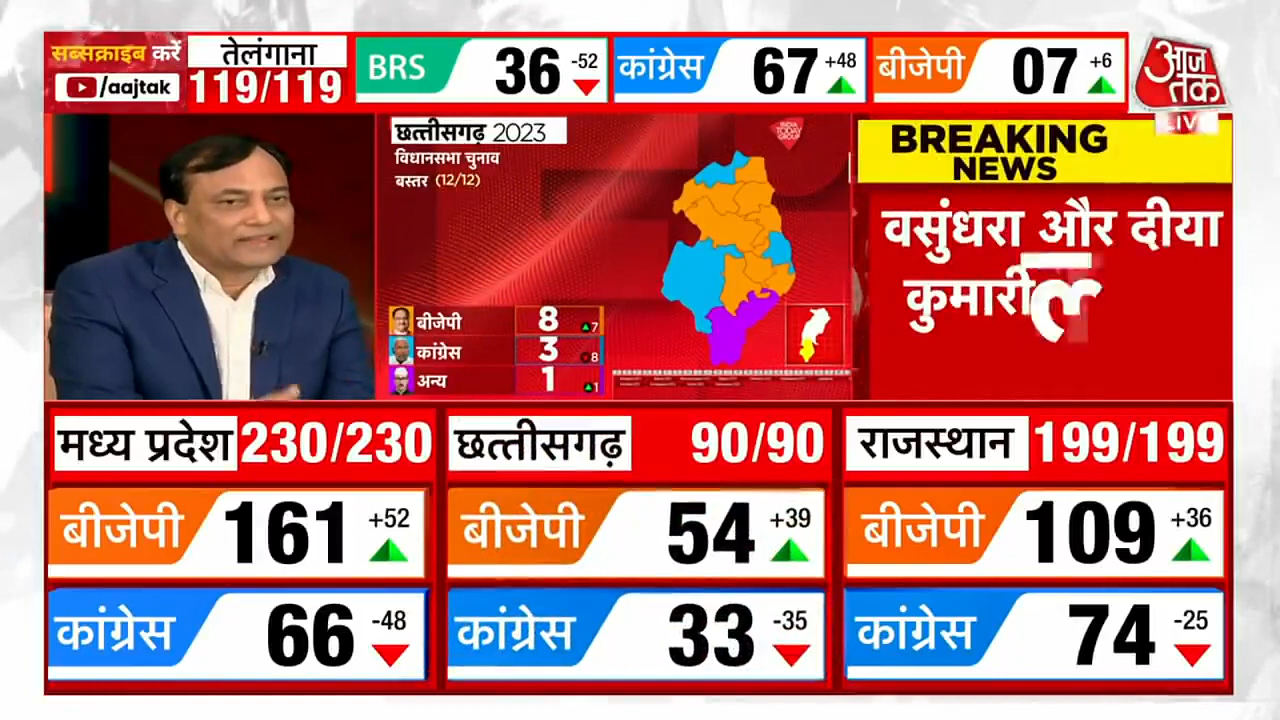 सब्सक्राइब करें
/aajtak
तेलंगाना
119/119
BRS 36 -52
कांग्रेस 67 +48
बीजेपी 07 +6
आज तक
LIVE
छत्तीसगढ़ 2023
विधानसभा चुनाव
बस्तर (12/12)
INDIA TODAY GROUP
बीजेपी 8 7
कांग्रेस 3 8
अन्य 1 1
BREAKING NEWS
वसुंधरा और दीया
कुमारी
मध्य प्रदेश 230/230
बीजेपी 161 +52
कांग्रेस 66 -48
छत्तीसगढ़ 90/90
बीजेपी 54 +39
कांग्रेस 33 -35
राजस्थान 199/199
बीजेपी 109 +36
कांग्रेस 74 -25